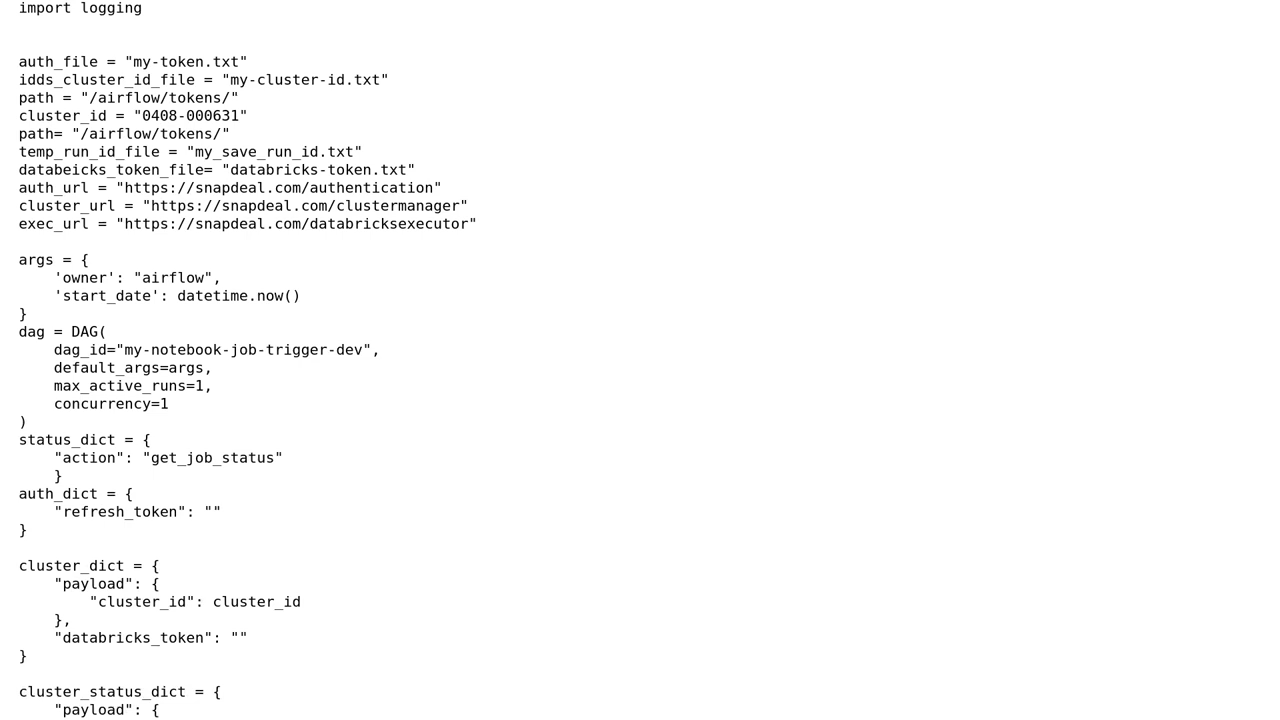 import logging


auth_file = "my-token.txt"
idds_cluster_id_file = "my-cluster-id.txt"
path = "/airflow/tokens/"
cluster_id = "0408-000631"
path= "/airflow/tokens/"
temp_run_id_file = "my_save_run_id.txt"
databeicks_token_file= "databricks-token.txt"
auth_url = "https://snapdeal.com/authentication"
cluster_url = "https://snapdeal.com/clustermanager"
exec_url = "https://snapdeal.com/databricksexecutor"

args = {
    'owner': "airflow",
    'start_date': datetime.now()
}
dag = DAG(
    dag_id="my-notebook-job-trigger-dev",
    default_args=args,
    max_active_runs=1,
    concurrency=1
)
status_dict = {
    "action": "get_job_status"
    }
auth_dict = {
    "refresh_token": ""
}

cluster_dict = {
    "payload": {
        "cluster_id": cluster_id
    },
    "databricks_token": ""
}

cluster_status_dict = {
    "payload": {